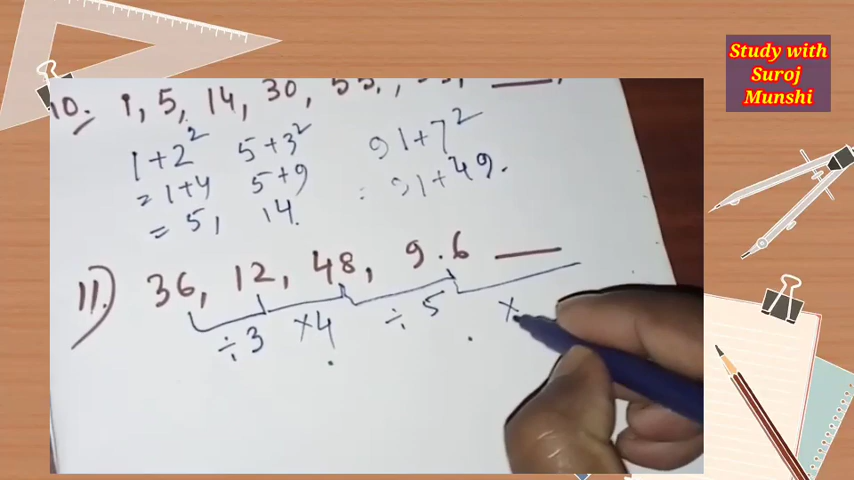 Study with
Suroj
Munshi
10. 1, 5, 14, 30, 55,
1+2² 5+3² 91+7²
=1+4 5+9 = 91+49.
= 5, 14.
11) 36, 12, 48, 9.6 ___
÷3 ×4 ÷5 ×